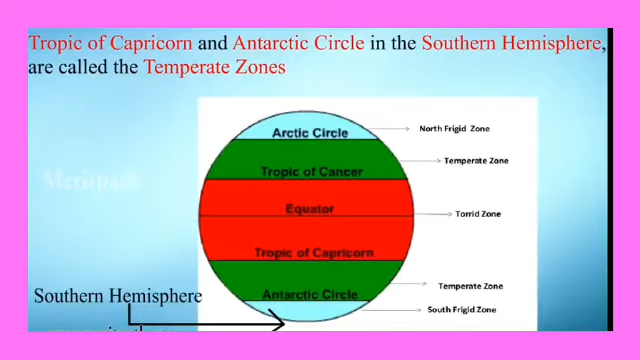 Tropic of Capricorn and Antarctic Circle in the Southern Hemisphere,
are called the Temperate Zones
Arctic Circle
North Frigid Zone
Temperate Zone
Tropic of Cancer
Equator
Torrid Zone
Tropic of Capricorn
Temperate Zone
Antarctic Circle
Southern Hemisphere
South Frigid Zone